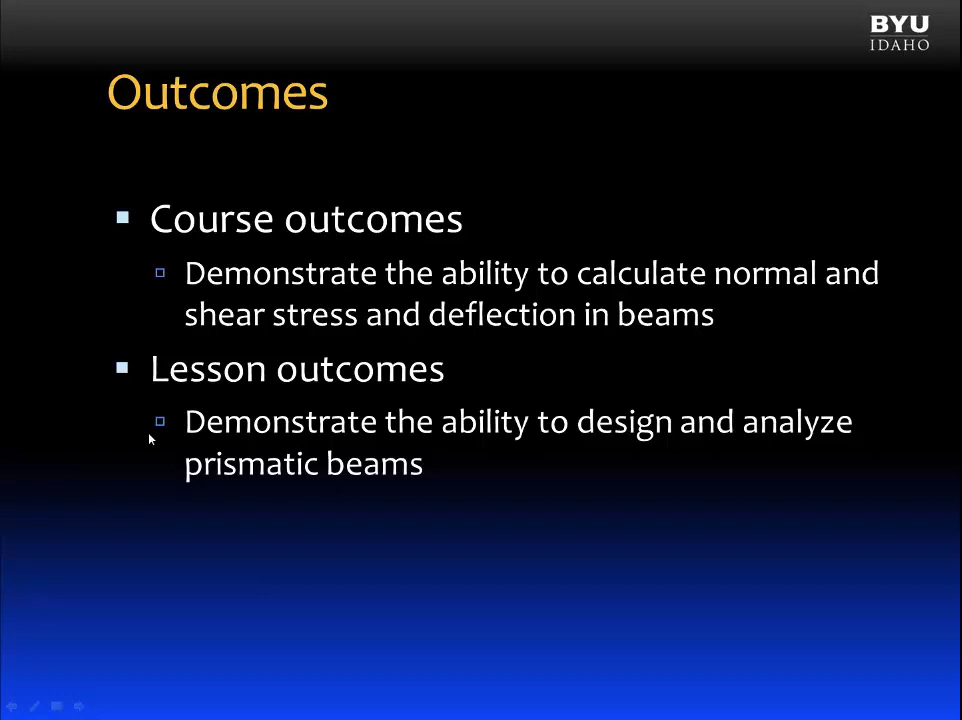 BYU
IDAHO
Outcomes
Course outcomes
Demonstrate the ability to calculate normal and
shear stress and deflection in beams
Lesson outcomes
Demonstrate the ability to design and analyze
prismatic beams